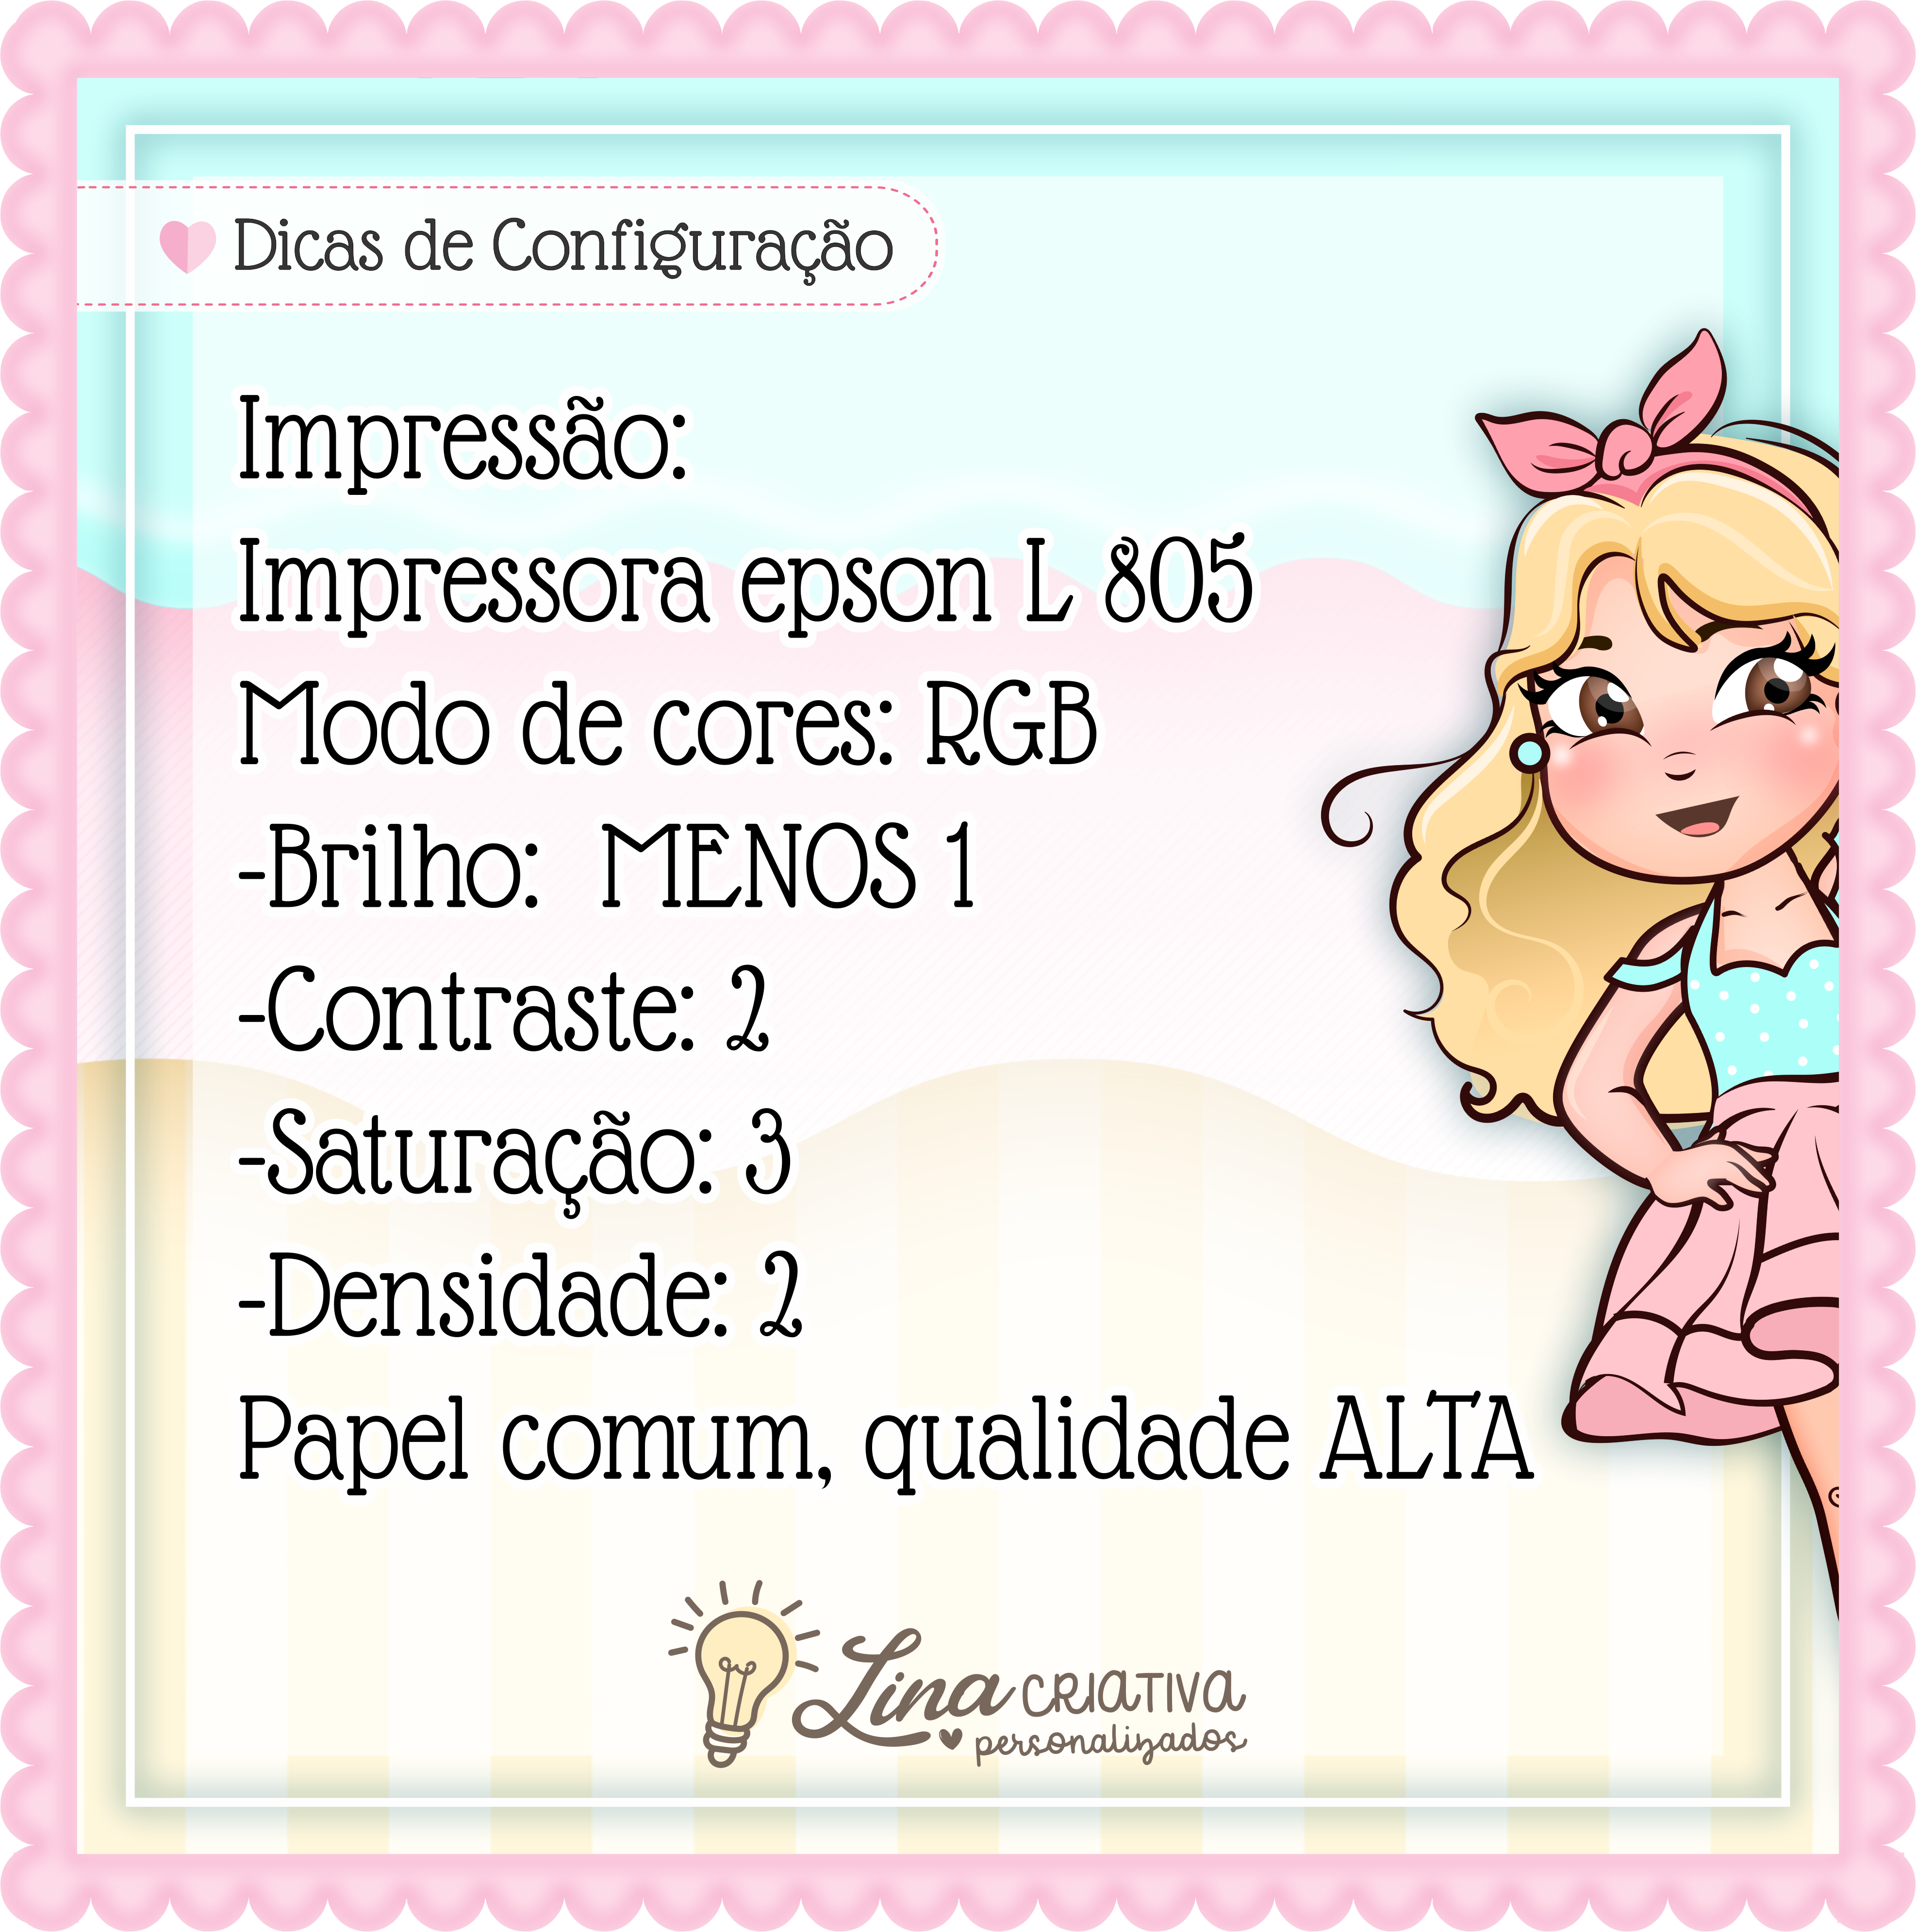 Dicas de Configuração
Impressão:
Impressora epson L 805
Modo de cores: RGB
-Brilho: MENOS 1
-Contraste: 2
-Saturação: 3
-Densidade: 2
Papel comum, qualidade ALTA
Lina CRIATIVA
personalizados